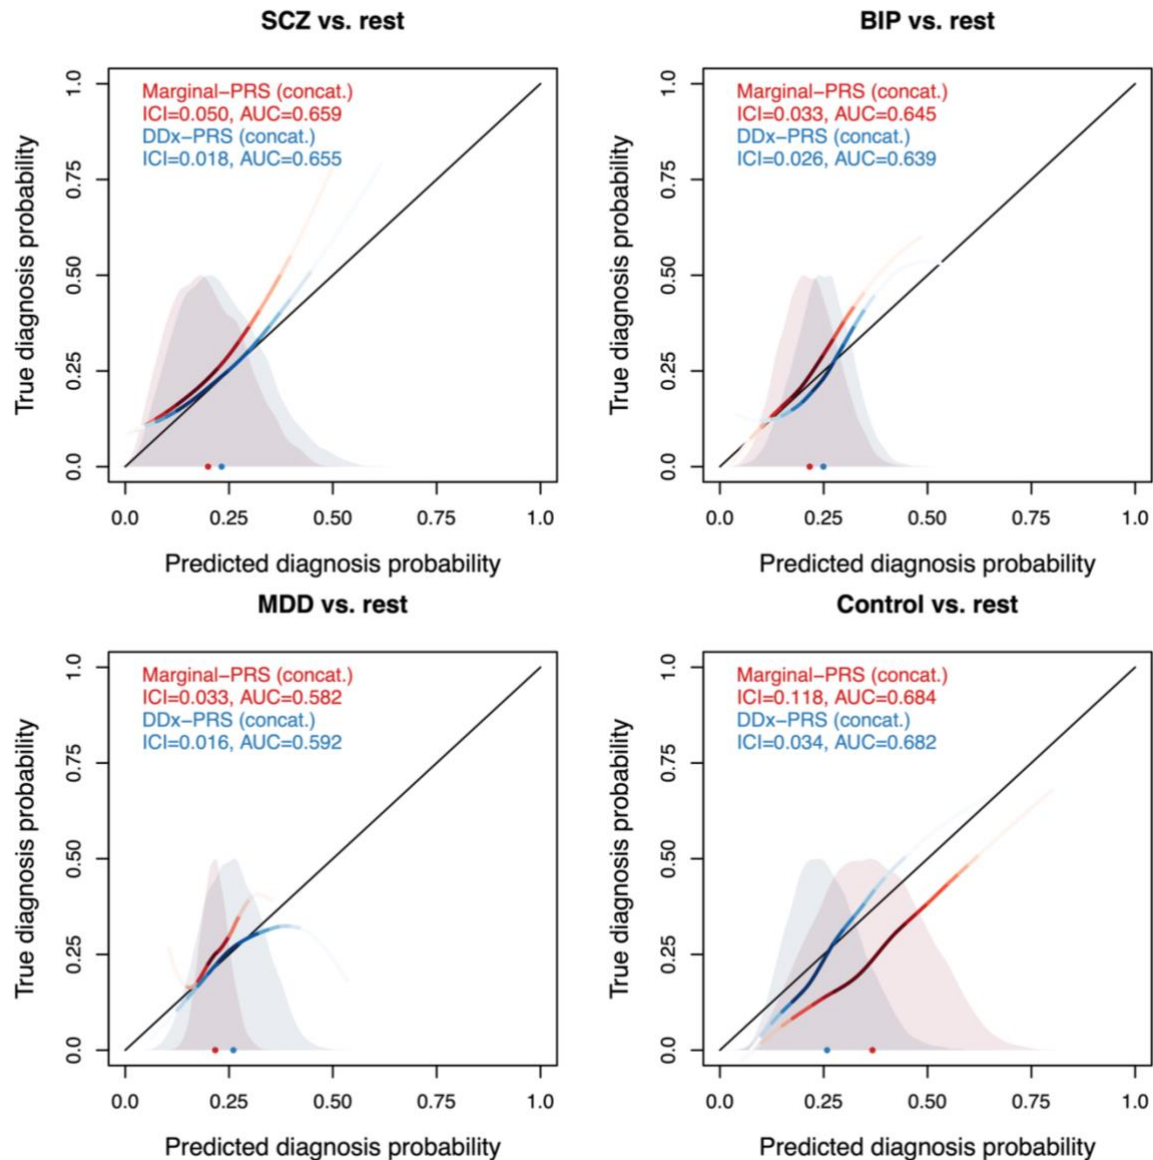 SCZ vs. rest
Marginal−PRS (concat.)
ICI=0.050, AUC=0.659
DDx−PRS (concat.)
ICI=0.018, AUC=0.655
True diagnosis probability
1.0
0.75
0.50
0.25
0.0
0.0 0.25 0.50 0.75 1.0
Predicted diagnosis probability
BIP vs. rest
Marginal−PRS (concat.)
ICI=0.033, AUC=0.645
DDx−PRS (concat.)
ICI=0.026, AUC=0.639
True diagnosis probability
1.0
0.75
0.50
0.25
0.0
0.0 0.25 0.50 0.75 1.0
Predicted diagnosis probability
MDD vs. rest
Marginal−PRS (concat.)
ICI=0.033, AUC=0.582
DDx−PRS (concat.)
ICI=0.016, AUC=0.592
True diagnosis probability
1.0
0.75
0.50
0.25
0.0
0.0 0.25 0.50 0.75 1.0
Predicted diagnosis probability
Control vs. rest
Marginal−PRS (concat.)
ICI=0.118, AUC=0.684
DDx−PRS (concat.)
ICI=0.034, AUC=0.682
True diagnosis probability
1.0
0.75
0.50
0.25
0.0
0.0 0.25 0.50 0.75 1.0
Predicted diagnosis probability